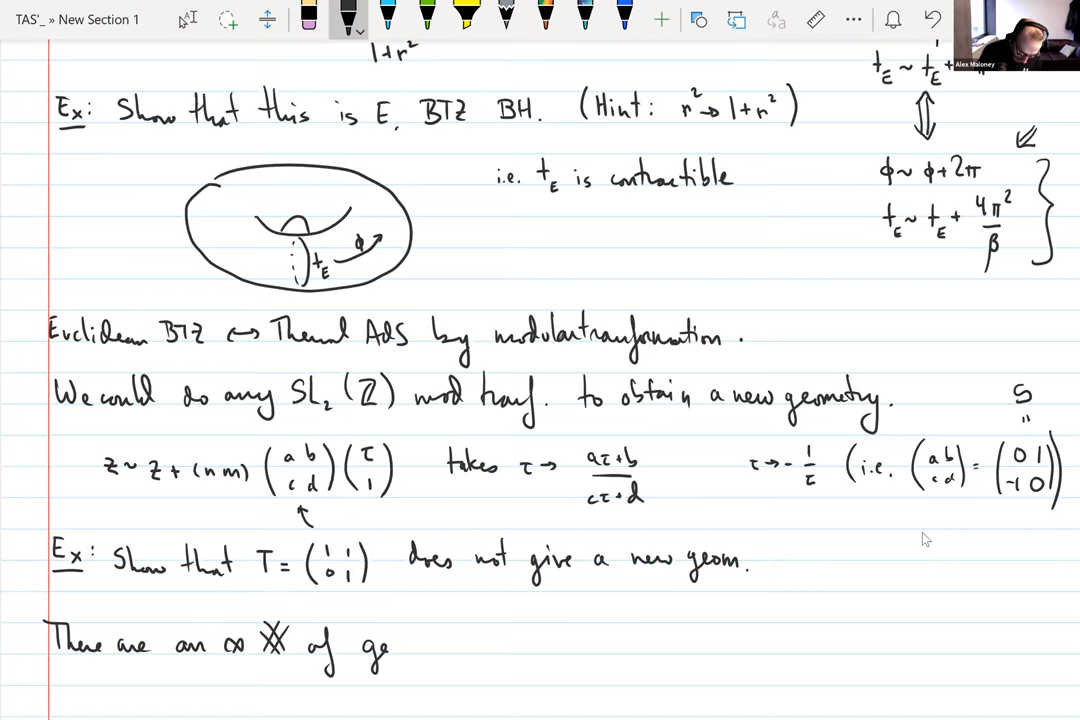 TAS'_ » New Section 1
Alex Maloney
1+r²
t_E ~ t_E' +
Ex: Show that this is E. BTZ BH. (Hint: r² → 1+r²)
i.e. t_E is contractible
φ ~ φ+2π
t_E ~ t_E + 4π²/β
t_E φ
Euclidean BTZ ↔ Thermal AdS by modular transformation.
We could do any SL₂(ℤ) mod transf. to obtain a new geometry.
z ~ z + (n m) (a b; c d) (τ; 1) takes τ → (aτ+b)/(cτ+d) τ → -1/τ (i.e. (a b; c d) = (0 1; -1 0)) = S
Ex: Show that T = (1 1; 0 1) does not give a new geom.
There are an ∞ # of ge